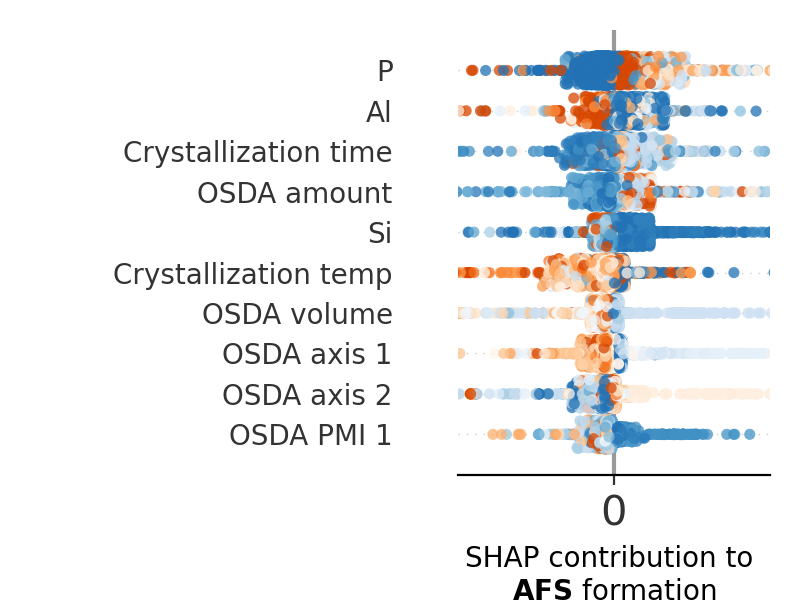 P
Al
Crystallization time
OSDA amount
Si
Crystallization temp
OSDA volume
OSDA axis 1
OSDA axis 2
OSDA PMI 1
0
SHAP contribution to
AFS formation